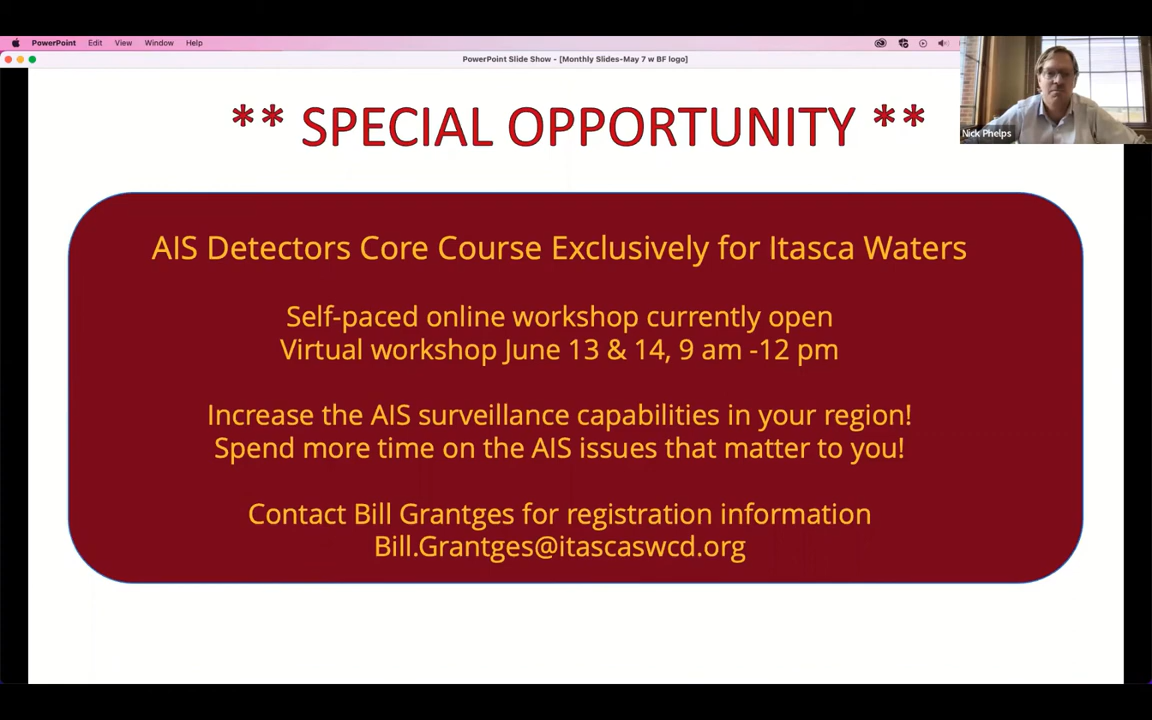 PowerPoint Edit View Window Help
PowerPoint Slide Show - [Monthly Slides-May 7 w BF logo]
** SPECIAL OPPORTUNITY **
Nick Phelps
AIS Detectors Core Course Exclusively for Itasca Waters
Self-paced online workshop currently open
Virtual workshop June 13 & 14, 9 am -12 pm
Increase the AIS surveillance capabilities in your region!
Spend more time on the AIS issues that matter to you!
Contact Bill Grantges for registration information
Bill.Grantges@itascaswcd.org